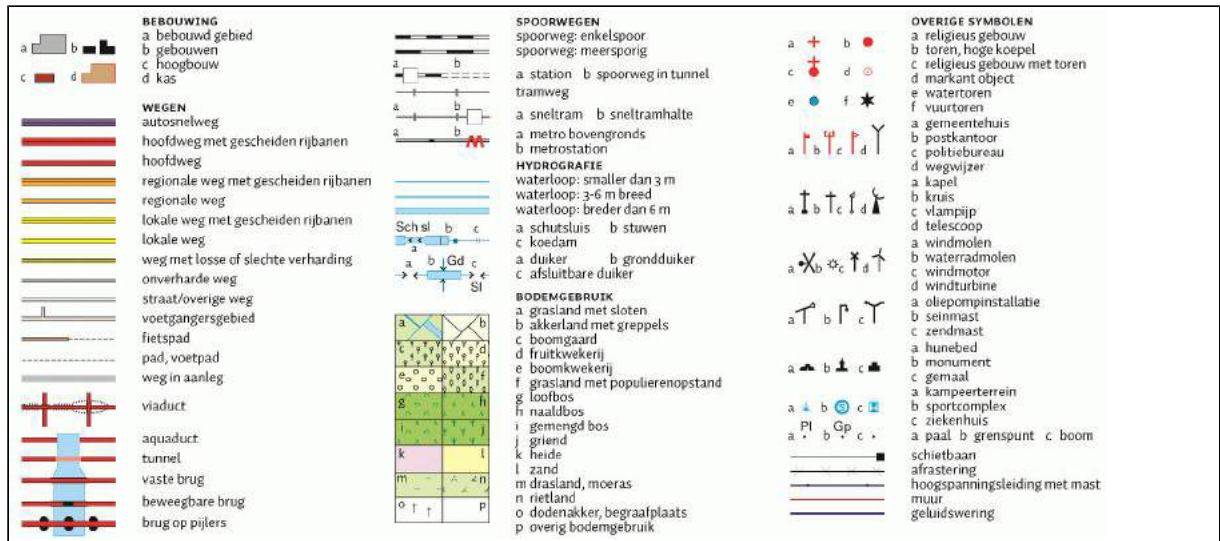 BEBOUWING
a bebouwd gebied
b gebouwen
c hoogbouw
d kas
a b
c d
WEGEN
autosnelweg
hoofdweg met gescheiden rijbanen
hoofdweg
regionale weg met gescheiden rijbanen
regionale weg
lokale weg met gescheiden rijbanen
lokale weg
weg met losse of slechte verharding
onverharde weg
straat/overige weg
voetgangersgebied
fietspad
pad, voetpad
weg in aanleg
viaduct
aquaduct
tunnel
vaste brug
beweegbare brug
brug op pijlers
SPOORWEGEN
spoorweg: enkelspoor
spoorweg: meersporig
a b
a station b spoorweg in tunnel
tramweg
a b
a sneltram b sneltramhalte
a b
a metro bovengronds
b metrostation
HYDROGRAFIE
waterloop: smaller dan 3 m
waterloop: 3-6 m breed
waterloop: breder dan 6 m
Sch sl b c
a
a schutsluis b stuwen
c koedam
a b Gd c
Sl
a duiker b grondduiker
c afsluitbare duiker
BODEMGEBRUIK
a grasland met sloten
b akkerland met greppels
c boomgaard
d fruitkwekerij
e boomkwekerij
f grasland met populierenopstand
g loofbos
h naaldbos
i gemengd bos
j griend
k heide
l zand
m drasland, moeras
n rietland
o dodenakker, begraafplaats
p overig bodemgebruik
a b
c d
e f
g h
i j
k l
m n
o p
OVERIGE SYMBOLEN
a religieus gebouw
b toren, hoge koepel
c religieus gebouw met toren
d markant object
e watertoren
f vuurtoren
a b
c d
e f
a gemeentehuis
b postkantoor
c politiebureau
d wegwijzer
a b c d
a kapel
b kruis
c vlampijp
d telescoop
a b c d
a windmolen
b waterradmolen
c windmotor
d windturbine
a b c d
a oliepompinstallatie
b seinmast
c zendmast
a b c
a hunebed
b monument
c gemaal
a b c
a kampeerterrein
b sportcomplex
c ziekenhuis
a b S c
Pl Gp
a b c
a paal b grenspunt c boom
schietbaan
afrastering
hoogspanningsleiding met mast
muur
geluidswering